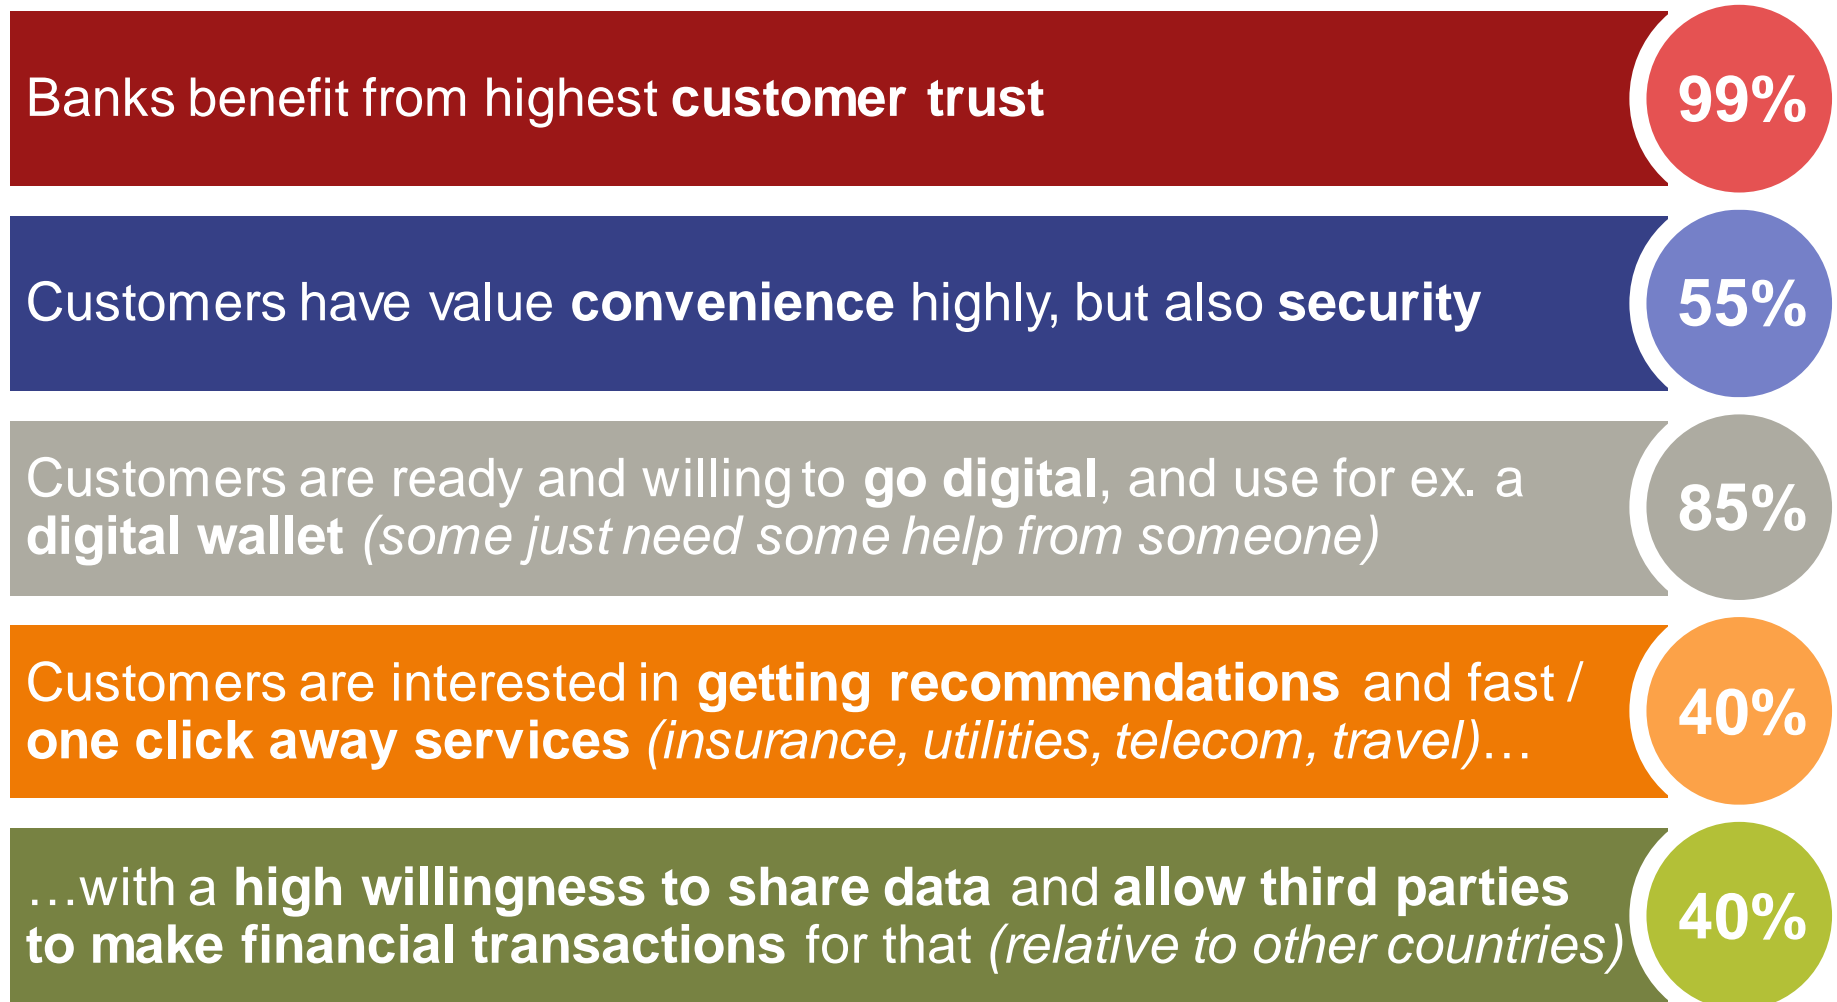 Banks benefit from highest customer trust
99%
Customers have value convenience highly, but also security
55%
Customers are ready and willing to go digital, and use for ex. a
digital wallet (some just need some help from someone)
85%
Customers are interested in getting recommendations and fast /
one click away services (insurance, utilities, telecom, travel)…
40%
…with a high willingness to share data and allow third parties
to make financial transactions for that (relative to other countries)
40%